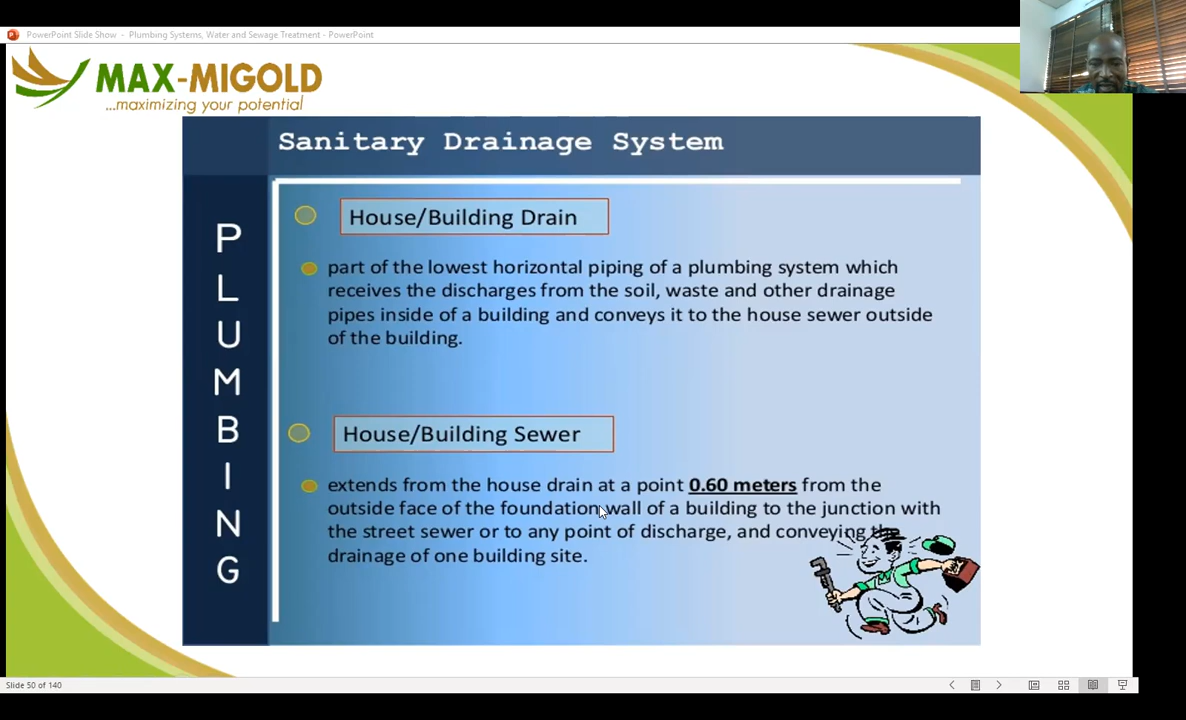 PowerPoint Slide Show - Plumbing Systems, Water and Sewage Treatment - PowerPoint
MAX-MIGOLD
...maximizing your potential
Sanitary Drainage System
PLUMBING
House/Building Drain
part of the lowest horizontal piping of a plumbing system which
receives the discharges from the soil, waste and other drainage
pipes inside of a building and conveys it to the house sewer outside
of the building.
House/Building Sewer
extends from the house drain at a point 0.60 meters from the
outside face of the foundation wall of a building to the junction with
the street sewer or to any point of discharge, and conveying the
drainage of one building site.
Slide 50 of 140